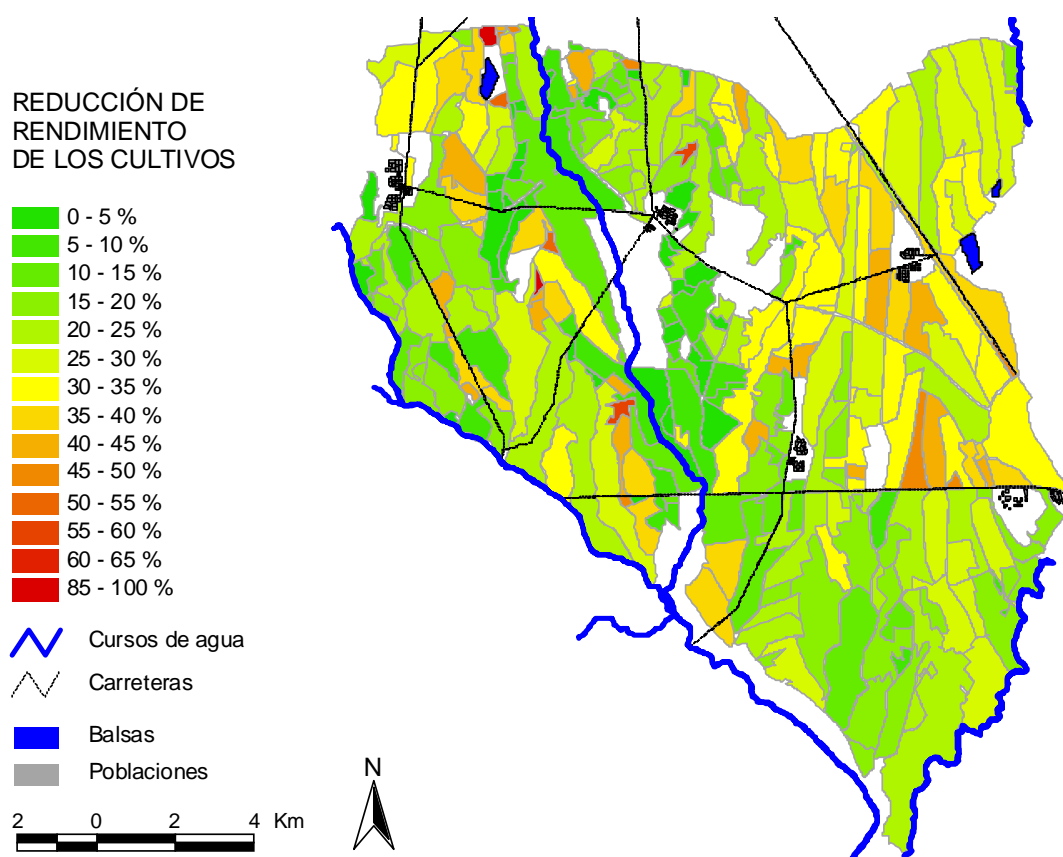 REDUCCIÓN DE
RENDIMIENTO
DE LOS CULTIVOS
0 - 5 %
5 - 10 %
10 - 15 %
15 - 20 %
20 - 25 %
25 - 30 %
30 - 35 %
35 - 40 %
40 - 45 %
45 - 50 %
50 - 55 %
55 - 60 %
60 - 65 %
85 - 100 %
Cursos de agua
Carreteras
Balsas
Poblaciones
N
2 0 2 4 Km